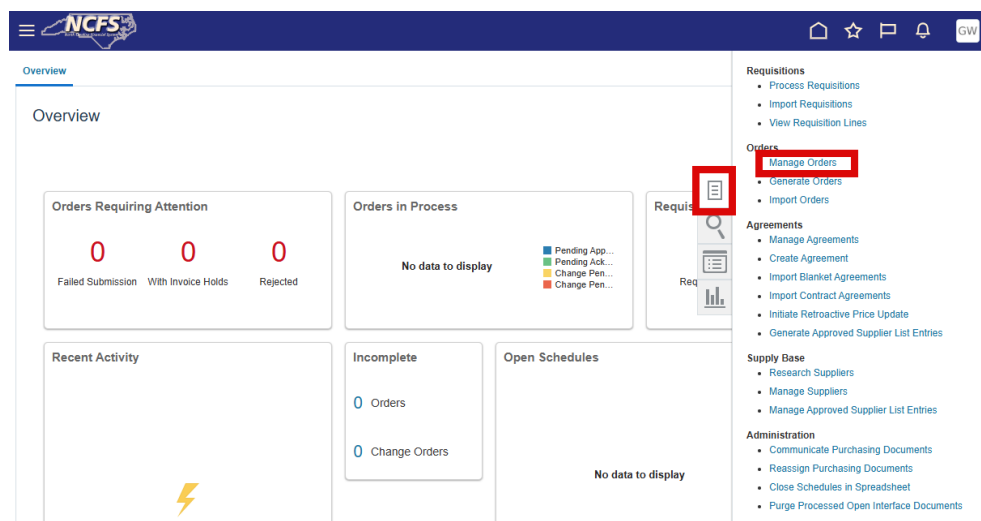 NCFS
GW
Overview
Overview
Orders Requiring Attention
0 0 0
Failed Submission With Invoice Holds Rejected
Orders in Process
No data to display
Pending App...
Pending Ack...
Change Pen...
Change Pen...
Requis
Req
Recent Activity
Incomplete
0 Orders
0 Change Orders
Open Schedules
No data to display
Requisitions
Process Requisitions
Import Requisitions
View Requisition Lines
Orders
Manage Orders
Generate Orders
Import Orders
Agreements
Manage Agreements
Create Agreement
Import Blanket Agreements
Import Contract Agreements
Initiate Retroactive Price Update
Generate Approved Supplier List Entries
Supply Base
Research Suppliers
Manage Suppliers
Manage Approved Supplier List Entries
Administration
Communicate Purchasing Documents
Reassign Purchasing Documents
Close Schedules in Spreadsheet
Purge Processed Open Interface Documents